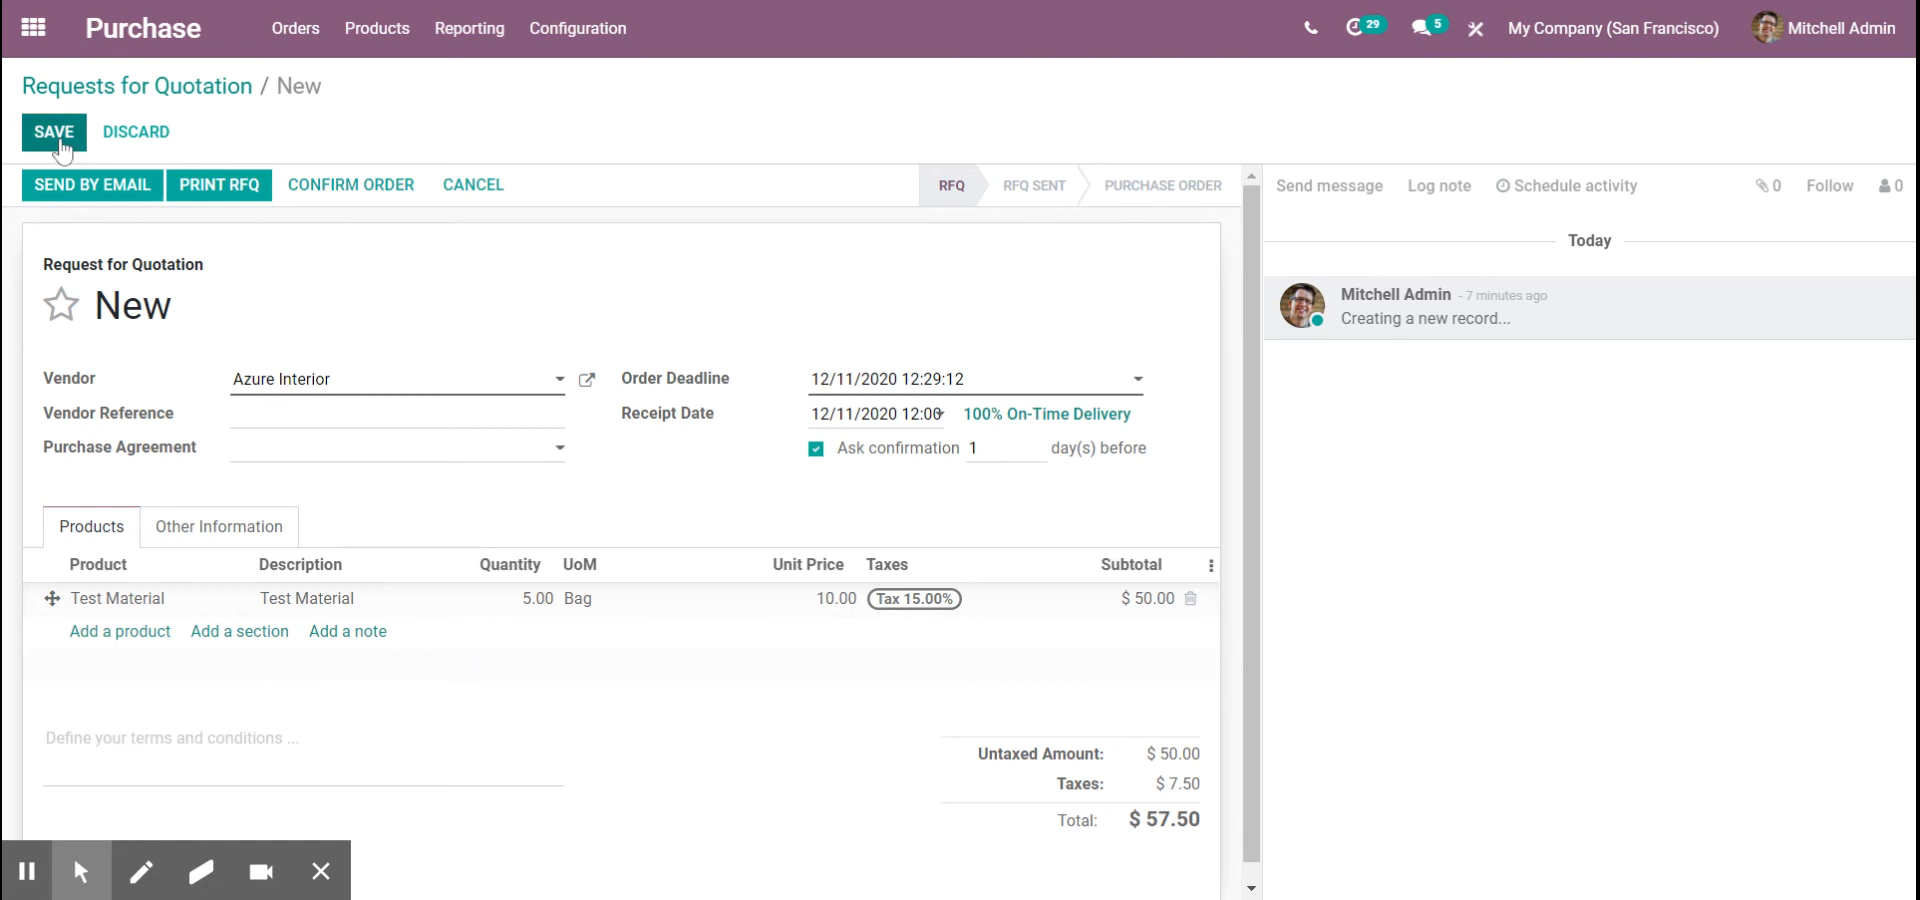 Purchase Orders Products Reporting Configuration 29 5 My Company (San Francisco) Mitchell Admin
Requests for Quotation / New
SAVE DISCARD
SEND BY EMAIL PRINT RFQ CONFIRM ORDER CANCEL RFQ RFQ SENT PURCHASE ORDER
Send message Log note Schedule activity 0 Follow 0
Today
Mitchell Admin - 7 minutes ago
Creating a new record...
Request for Quotation
New
Vendor Azure Interior Order Deadline 12/11/2020 12:29:12
Vendor Reference Receipt Date 12/11/2020 12:00 100% On-Time Delivery
Purchase Agreement Ask confirmation 1 day(s) before
Products Other Information
Product Description Quantity UoM Unit Price Taxes Subtotal
Test Material Test Material 5.00 Bag 10.00 Tax 15.00% $ 50.00
Add a product Add a section Add a note
Define your terms and conditions ...
Untaxed Amount: $ 50.00
Taxes: $ 7.50
Total: $ 57.50